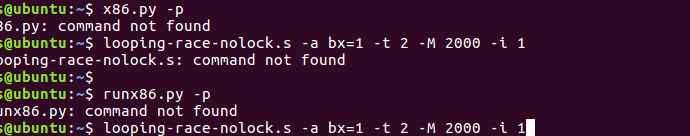 s@ubuntu:~$ x86.py -p
86.py: command not found
s@ubuntu:~$ looping-race-nolock.s -a bx=1 -t 2 -M 2000 -i 1
ooping-race-nolock.s: command not found
s@ubuntu:~$
s@ubuntu:~$ runx86.py -p
unx86.py: command not found
s@ubuntu:~$ looping-race-nolock.s -a bx=1 -t 2 -M 2000 -i 1